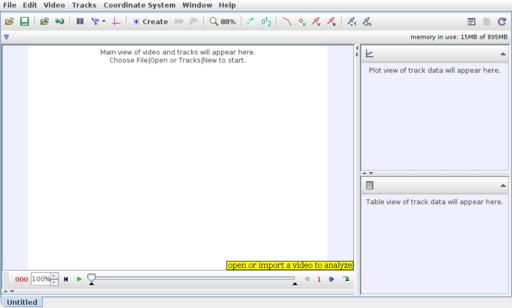 File Edit Video Tracks Coordinate System Window Help
Create 88%
memory in use: 15MB of 895MB
Main view of video and tracks will appear here.
Choose File|Open or Tracks|New to start.
Plot view of track data will appear here.
Table view of track data will appear here.
open or import a video to analyze
000 100% 1
Untitled